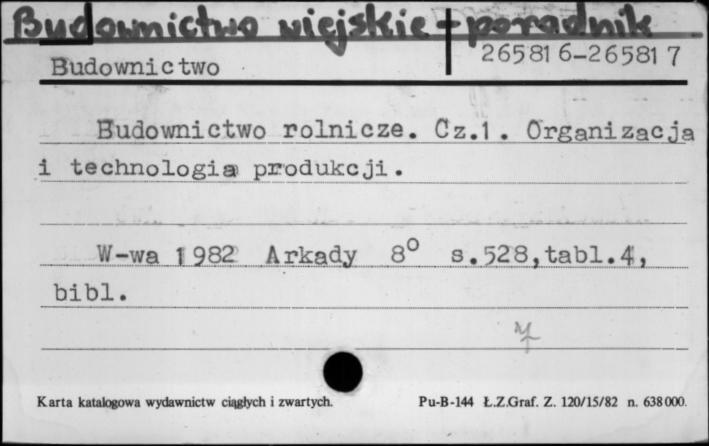 Budownictwo wiejskie - poradnik
Budownictwo
265816-265817
Budownictwo rolnicze. Cz.1. Organizacja
i technologia produkcji.
W-wa 1982 Arkady 8° s.528,tabl.4,
bibl.
Karta katalogowa wydawnictw ciągłych i zwartych.
Pu-B-144 Ł.Z.Graf. Z. 120/15/82 n. 638000.